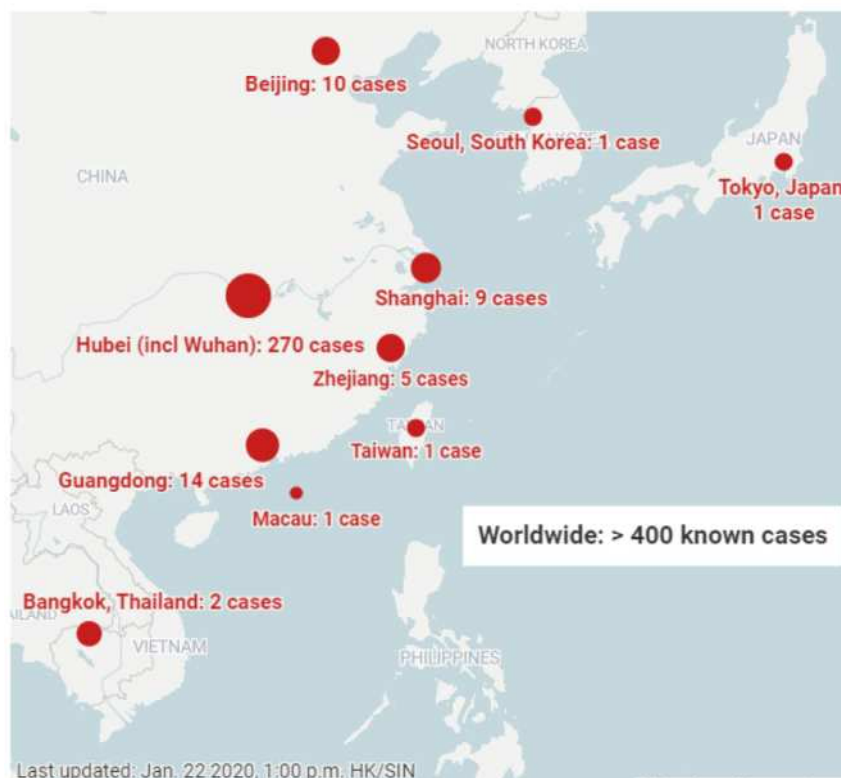 NORTH KOREA
Beijing: 10 cases
Seoul, South Korea: 1 case
JAPAN
CHINA
Tokyo, Japan
1 case
Shanghai: 9 cases
Hubei (incl Wuhan): 270 cases
Zhejiang: 5 cases
TAIWAN
Taiwan: 1 case
Guangdong: 14 cases
LAOS
Macau: 1 case
Worldwide: > 400 known cases
Bangkok, Thailand: 2 cases
VIETNAM
PHILIPPINES
Last updated: Jan. 22 2020, 1:00 p.m. HK/SIN